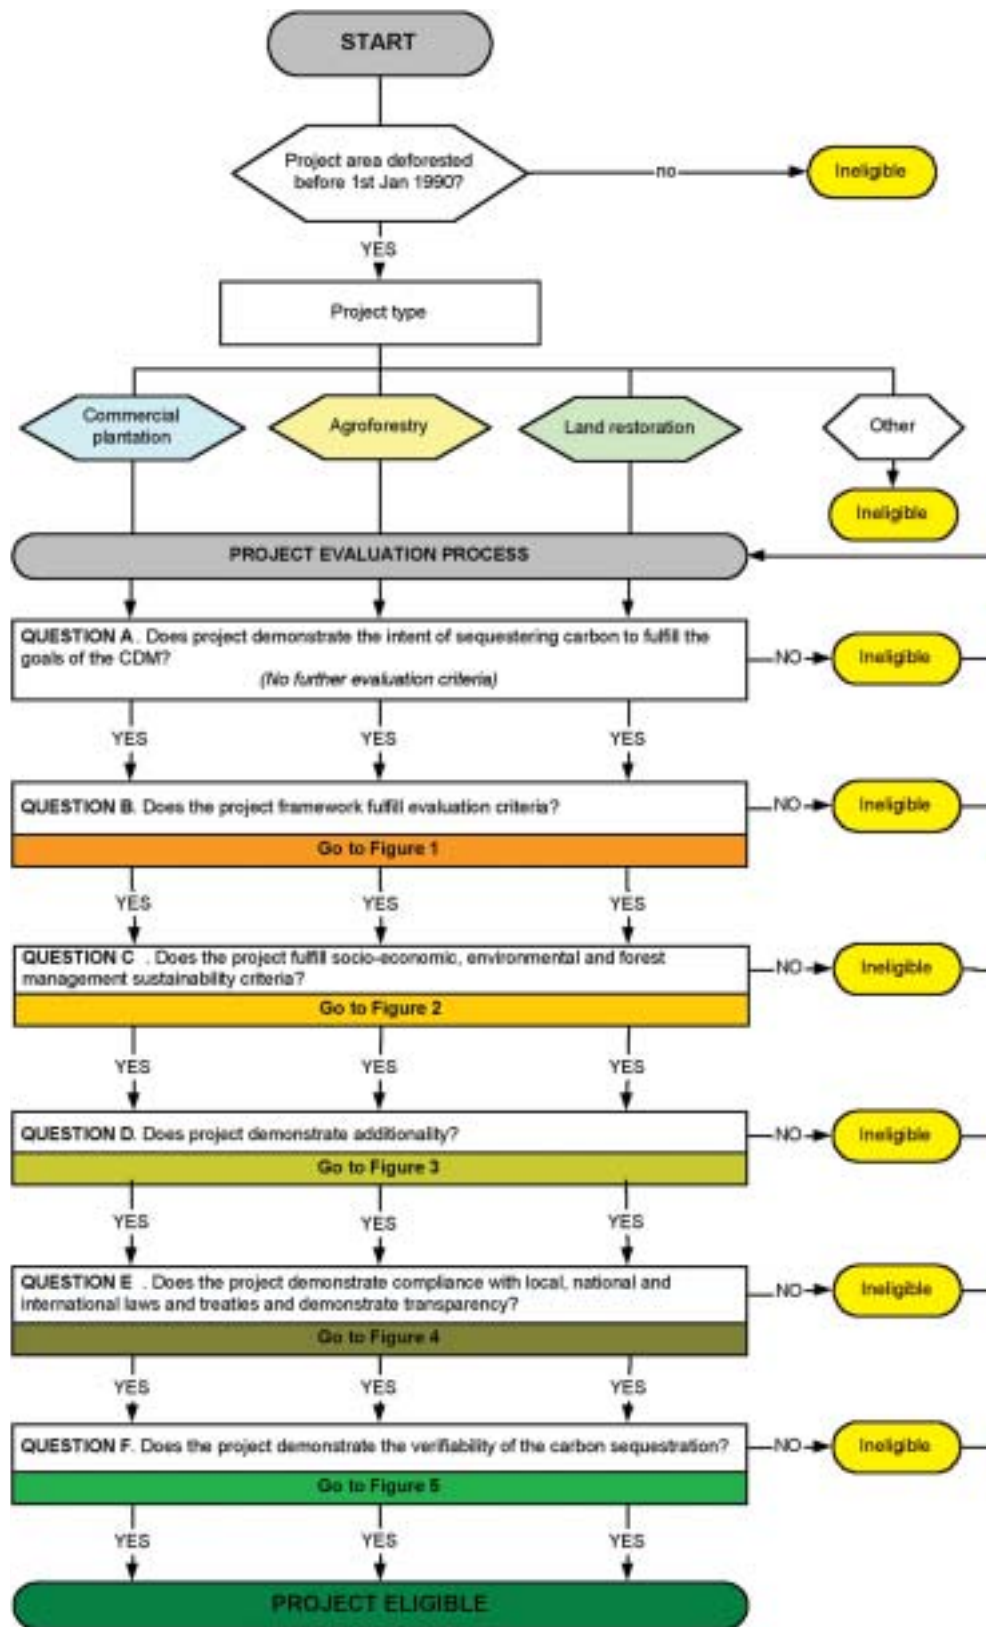 START
Project area deforested
before 1st Jan 1990?
no
Ineligible
YES
Project type
Commercial
plantation
Agroforestry
Land restoration
Other
Ineligible
PROJECT EVALUATION PROCESS
QUESTION A. Does project demonstrate the intent of sequestering carbon to fulfill the
goals of the CDM?
(No further evaluation criteria)
NO
Ineligible
YES YES YES
QUESTION B. Does the project framework fulfill evaluation criteria?
NO
Ineligible
Go to Figure 1
YES YES YES
QUESTION C . Does the project fulfill socio-economic, environmental and forest
management sustainability criteria?
NO
Ineligible
Go to Figure 2
YES YES YES
QUESTION D. Does project demonstrate additionality?
NO
Ineligible
Go to Figure 3
YES YES YES
QUESTION E . Does the project demonstrate compliance with local, national and
international laws and treaties and demonstrate transparency?
NO
Ineligible
Go to Figure 4
YES YES YES
QUESTION F. Does the project demonstrate the verifiability of the carbon sequestration?
NO
Ineligible
Go to Figure 5
YES YES YES
PROJECT ELIGIBLE